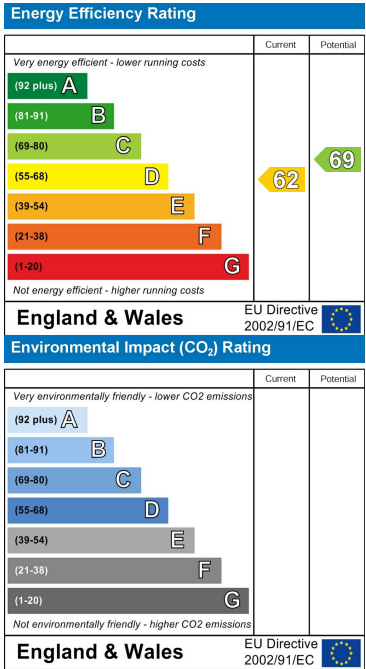 Energy Efficiency Rating
Current Potential
Very energy efficient - lower running costs
(92 plus) A
(81-91) B
(69-80) C
(55-68) D
(39-54) E
(21-38) F
(1-20) G
62
69
Not energy efficient - higher running costs
England & Wales
EU Directive
2002/91/EC
Environmental Impact (CO₂) Rating
Current Potential
Very environmentally friendly - lower CO2 emissions
(92 plus) A
(81-91) B
(69-80) C
(55-68) D
(39-54) E
(21-38) F
(1-20) G
Not environmentally friendly - higher CO2 emissions
England & Wales
EU Directive
2002/91/EC